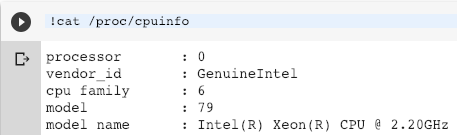 !cat /proc/cpuinfo
processor : 0
vendor_id : GenuineIntel
cpu family : 6
model : 79
model name : Intel(R) Xeon(R) CPU @ 2.20GHz